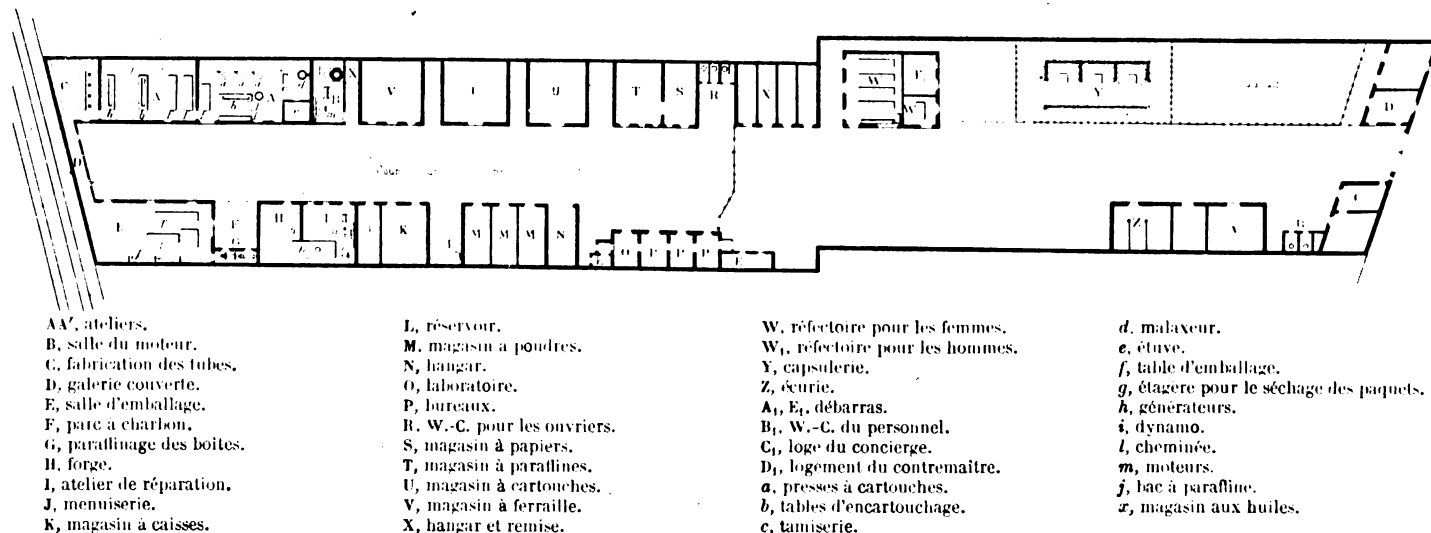 C
A
A
B
X
V
U
T
S
R
X
W
W
Y
D
D
Cour
E
F
G
H
I
J
K
L
M
M
M
N
O
P
P
P
Z
A
B
AA', ateliers.
B, salle du moteur.
C, fabrication des tubes.
D, galerie couverte.
E, salle d'emballage.
F, parc à charbon.
G, paraffinage des boîtes.
H, forge.
I, atelier de réparation.
J, menuiserie.
K, magasin à caisses.
L, réservoir.
M, magasin à poudres.
N, hangar.
O, laboratoire.
P, bureaux.
R, W.-C. pour les ouvriers.
S, magasin à papiers.
T, magasin à paraffines.
U, magasin à cartouches.
V, magasin à ferraille.
X, hangar et remise.
W, réfectoire pour les femmes.
W₁, réfectoire pour les hommes.
Y, capsulerie.
Z, écurie.
A₁, E₁, débarras.
B₁, W.-C. du personnel.
C₁, loge du concierge.
D₁, logement du contremaître.
a, presses à cartouches.
b, tables d'encartouchage.
c, tamiserie.
d, malaxeur.
e, étuve.
f, table d'emballage.
g, étagère pour le séchage des paquets.
h, générateurs.
i, dynamo.
l, cheminée.
m, moteurs.
j, bac à paraffine.
x, magasin aux huiles.